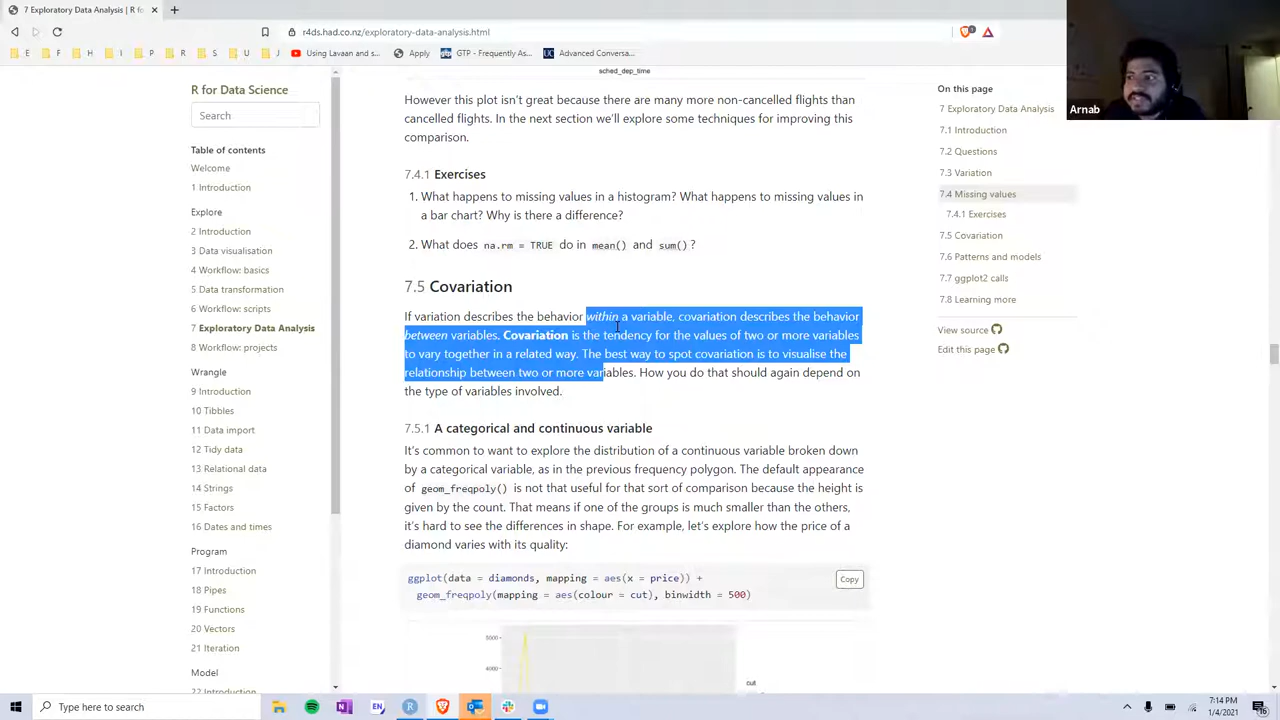 7 Exploratory Data Analysis | R f
r4ds.had.co.nz/exploratory-data-analysis.html
1
E
F
H
I
P
S
U
J
Using Lavaan and s...
Apply
GTP - Frequently As...
Advanced Conversa...
Arnab
R for Data Science
Search
Table of contents
Welcome
1 Introduction
Explore
2 Introduction
3 Data visualisation
4 Workflow: basics
5 Data transformation
6 Workflow: scripts
7 Exploratory Data Analysis
8 Workflow: projects
Wrangle
9 Introduction
10 Tibbles
11 Data import
12 Tidy data
13 Relational data
14 Strings
15 Factors
16 Dates and times
Program
17 Introduction
18 Pipes
19 Functions
20 Vectors
21 Iteration
Model
22 Introduction
sched_dep_time
However this plot isn't great because there are many more non-cancelled flights than
cancelled flights. In the next section we'll explore some techniques for improving this
comparison.
7.4.1 Exercises
1. What happens to missing values in a histogram? What happens to missing values in
a bar chart? Why is there a difference?
2. What does na.rm = TRUE do in mean() and sum()?
7.5 Covariation
If variation describes the behavior within a variable, covariation describes the behavior
between variables. Covariation is the tendency for the values of two or more variables
to vary together in a related way. The best way to spot covariation is to visualise the
relationship between two or more variables. How you do that should again depend on
the type of variables involved.
7.5.1 A categorical and continuous variable
It's common to want to explore the distribution of a continuous variable broken down
by a categorical variable, as in the previous frequency polygon. The default appearance
of geom_freqpoly() is not that useful for that sort of comparison because the height is
given by the count. That means if one of the groups is much smaller than the others,
it's hard to see the differences in shape. For example, let's explore how the price of a
diamond varies with its quality:
ggplot(data = diamonds, mapping = aes(x = price)) +
geom_freqpoly(mapping = aes(colour = cut), binwidth = 500)
Copy
5000
4000
cut
On this page
7 Exploratory Data Analysis
7.1 Introduction
7.2 Questions
7.3 Variation
7.4 Missing values
7.4.1 Exercises
7.5 Covariation
7.6 Patterns and models
7.7 ggplot2 calls
7.8 Learning more
View source
Edit this page
Type here to search
EN
R
7:14 PM
1/4/2021
16